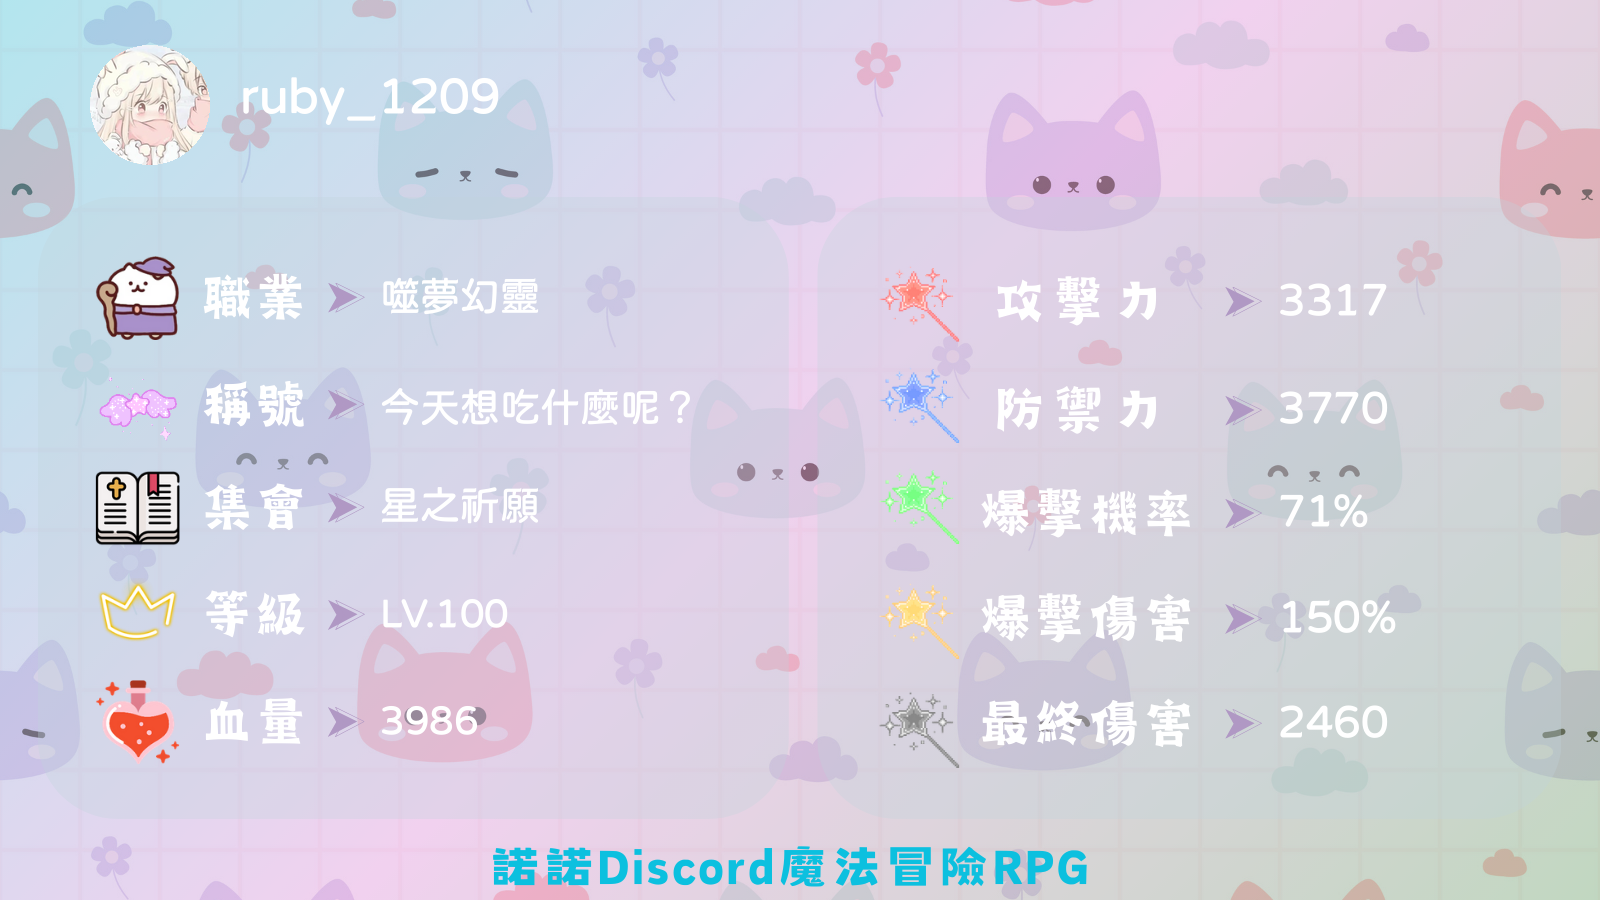 ruby_1209
職業 噬夢幻靈
稱號 今天想吃什麼呢？
集會 星之祈願
等級 LV.100
血量 3986
攻擊力 3317
防禦力 3770
爆擊機率 71%
爆擊傷害 150%
最終傷害 2460
諾諾Discord魔法冒險RPG